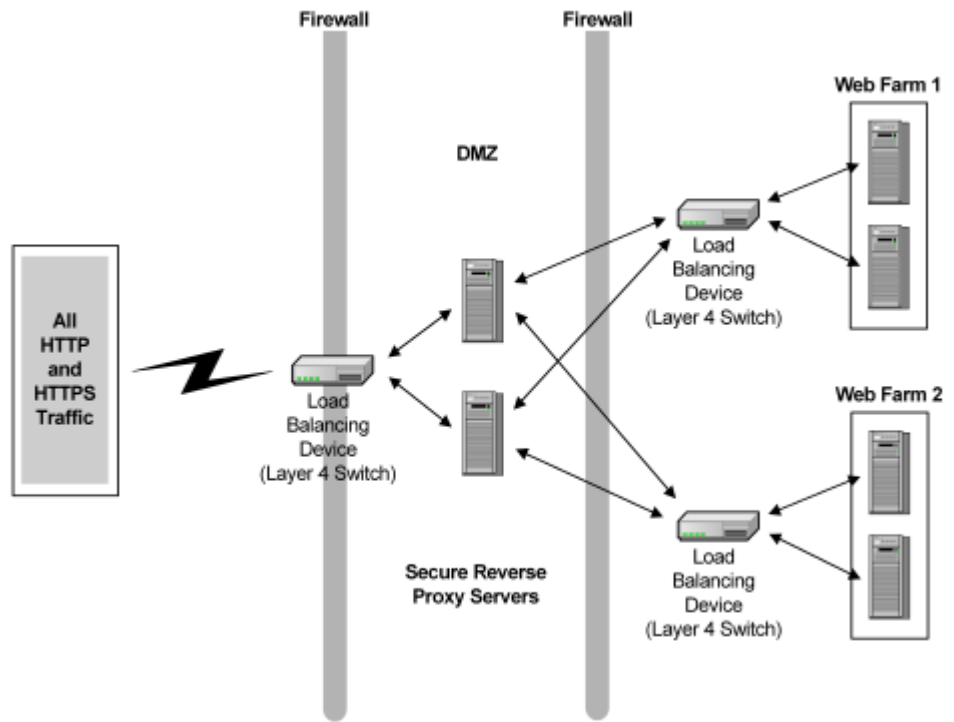 Firewall
Firewall
Web Farm 1
DMZ
Load
Balancing
Device
(Layer 4 Switch)
All
HTTP
and
HTTPS
Traffic
Load
Balancing
Device
(Layer 4 Switch)
Web Farm 2
Secure Reverse
Proxy Servers
Load
Balancing
Device
(Layer 4 Switch)